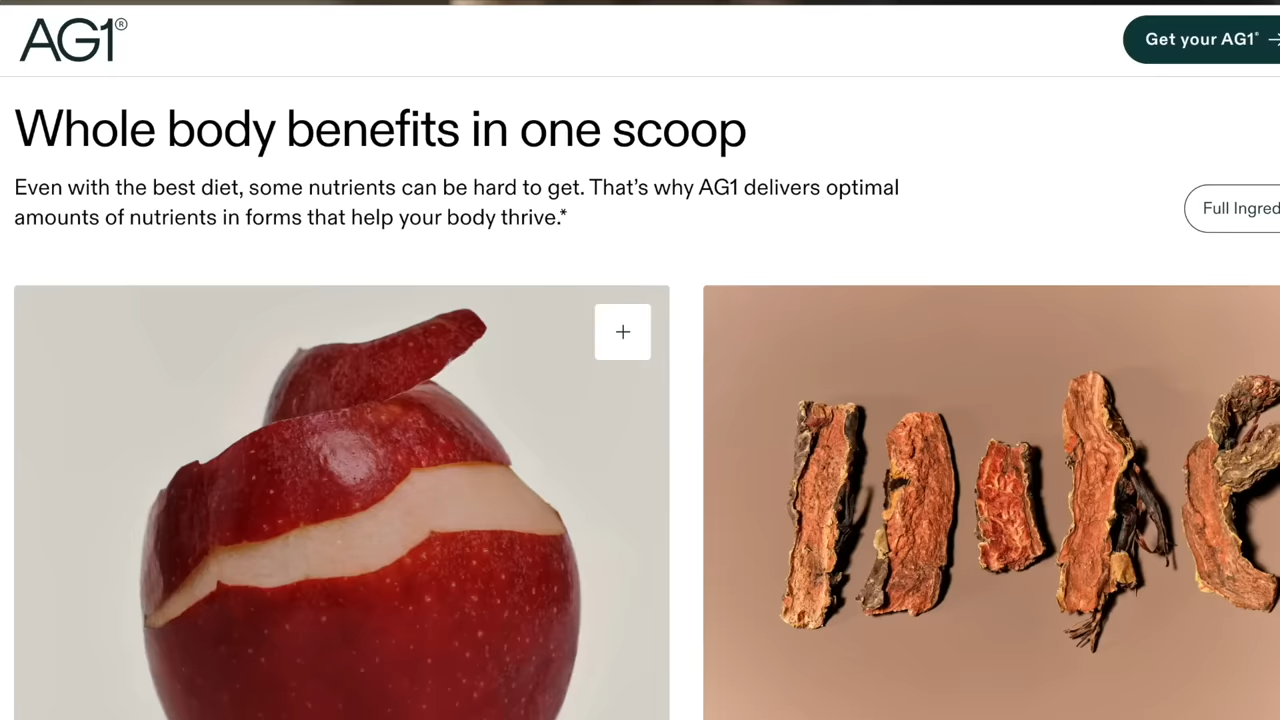 AG1®
Get your AG1*
Whole body benefits in one scoop
Even with the best diet, some nutrients can be hard to get. That’s why AG1 delivers optimal
amounts of nutrients in forms that help your body thrive.*
Full Ingred